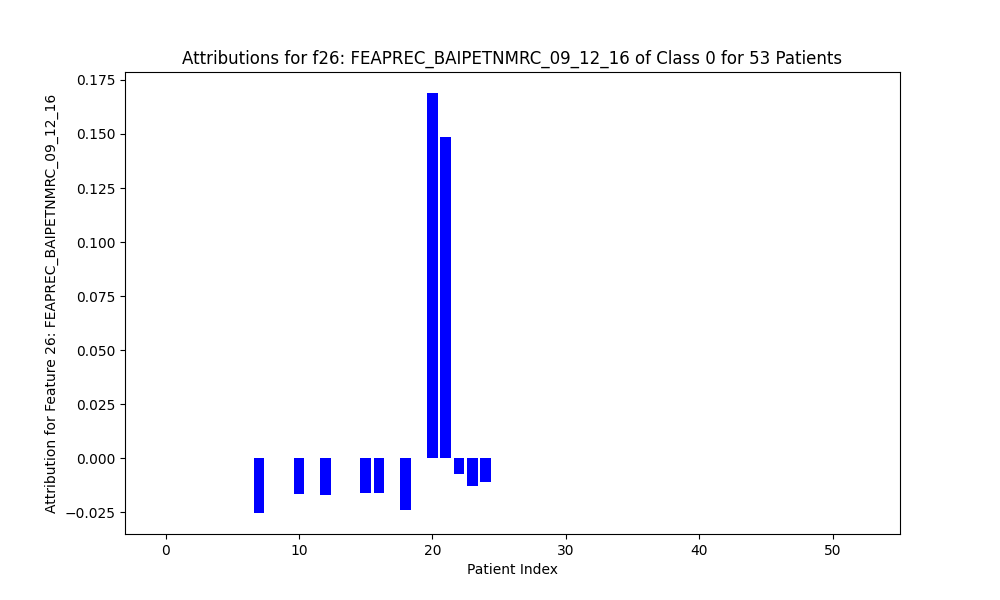 Attributions for f26: FEAPREC_BAIPETNMRC_09_12_16 of Class 0 for 53 Patients
Attribution for Feature 26: FEAPREC_BAIPETNMRC_09_12_16
0.175
0.150
0.125
0.100
0.075
0.050
0.025
0.000
−0.025
0 10 20 30 40 50
Patient Index